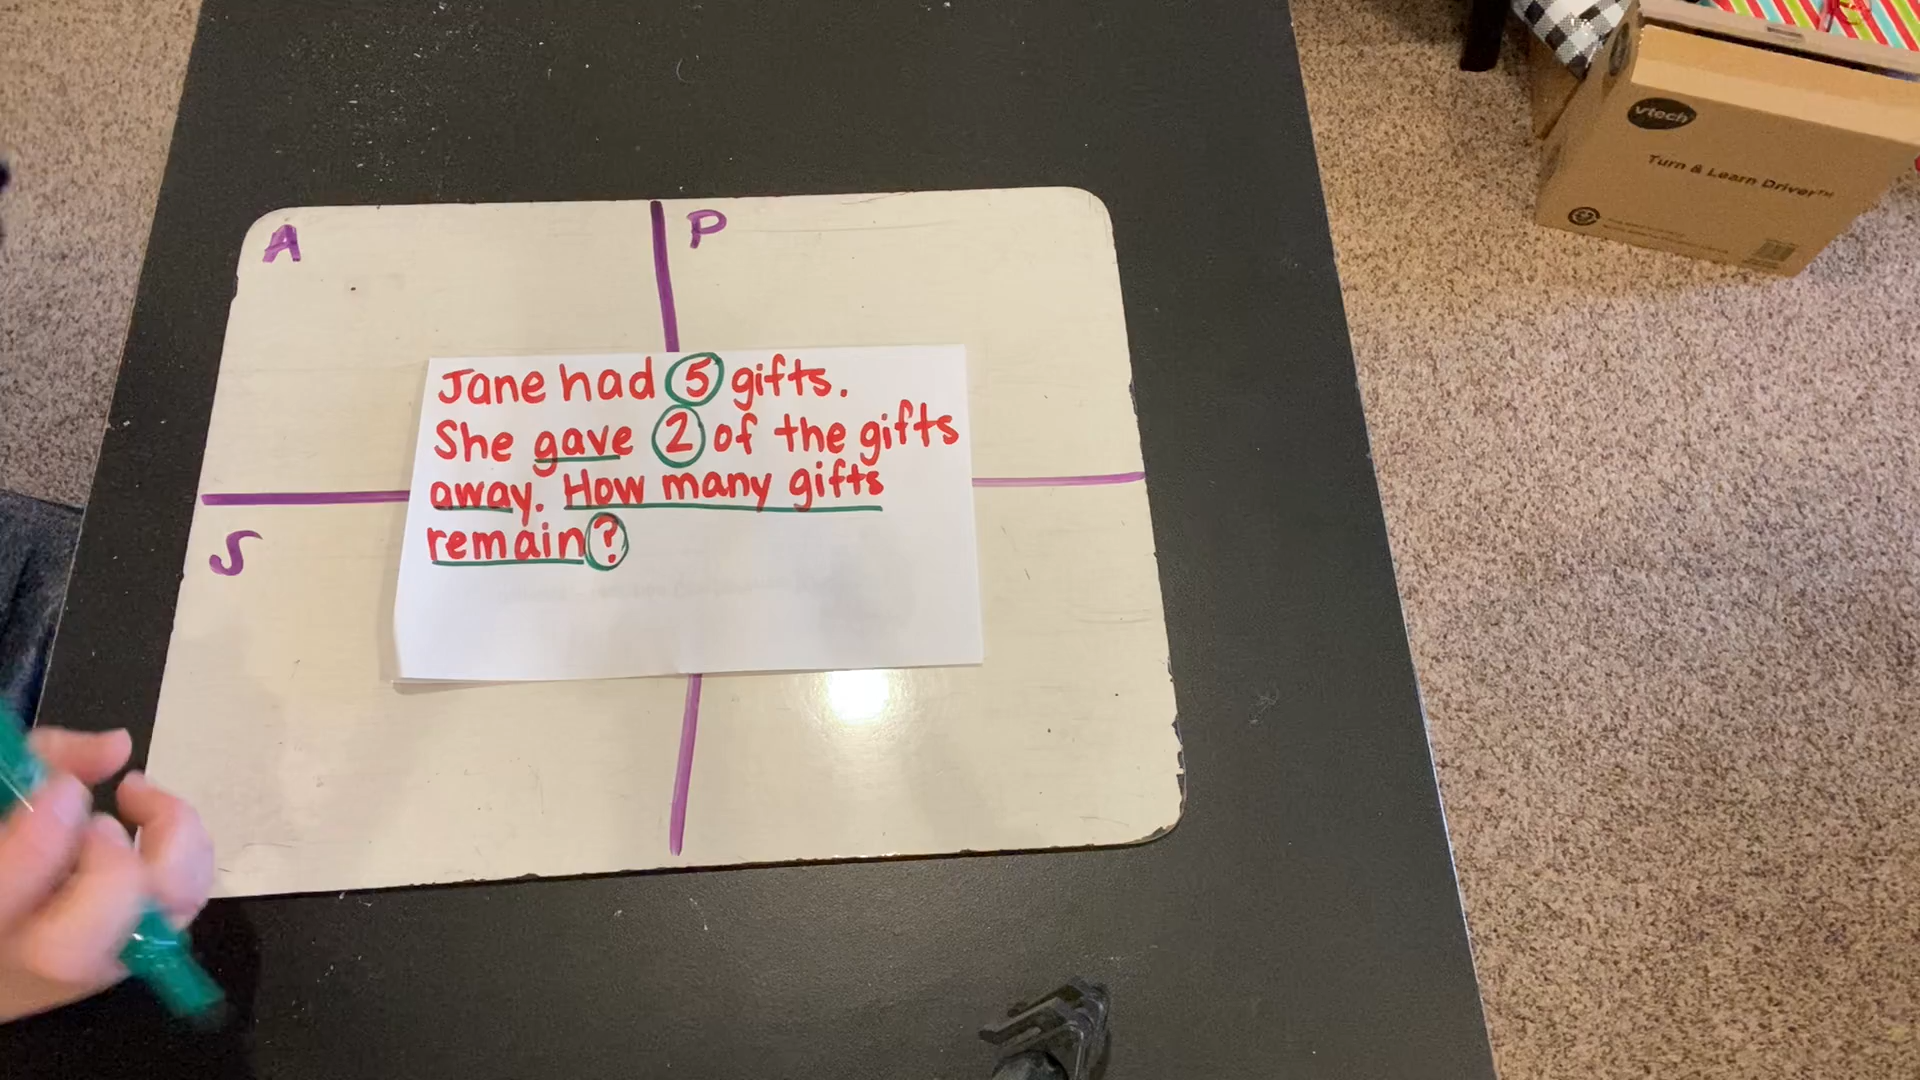 A
P
Jane had 5 gifts.
She gave 2 of the gifts
away. How many gifts
remain?
S
vtech
Turn & Learn Driver™